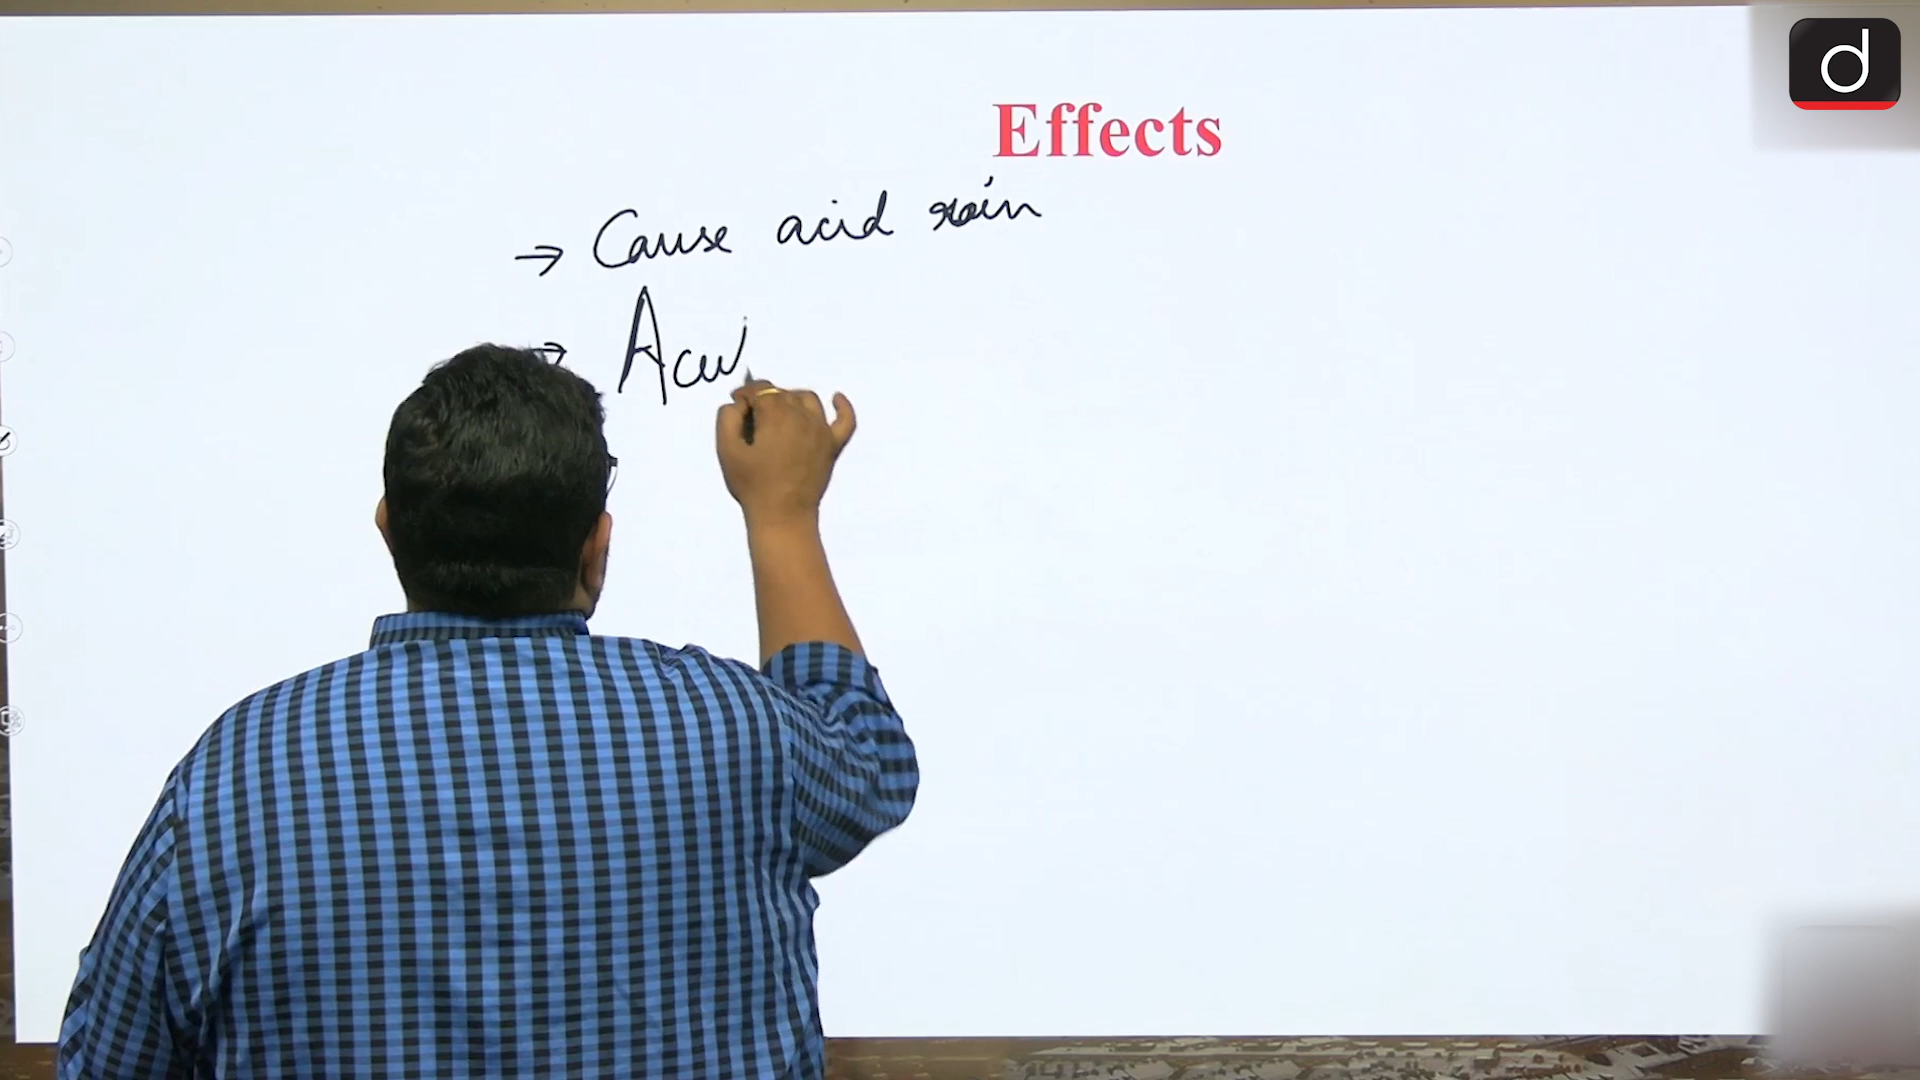 d
Effects
→ Cause acid rain
→ Acu